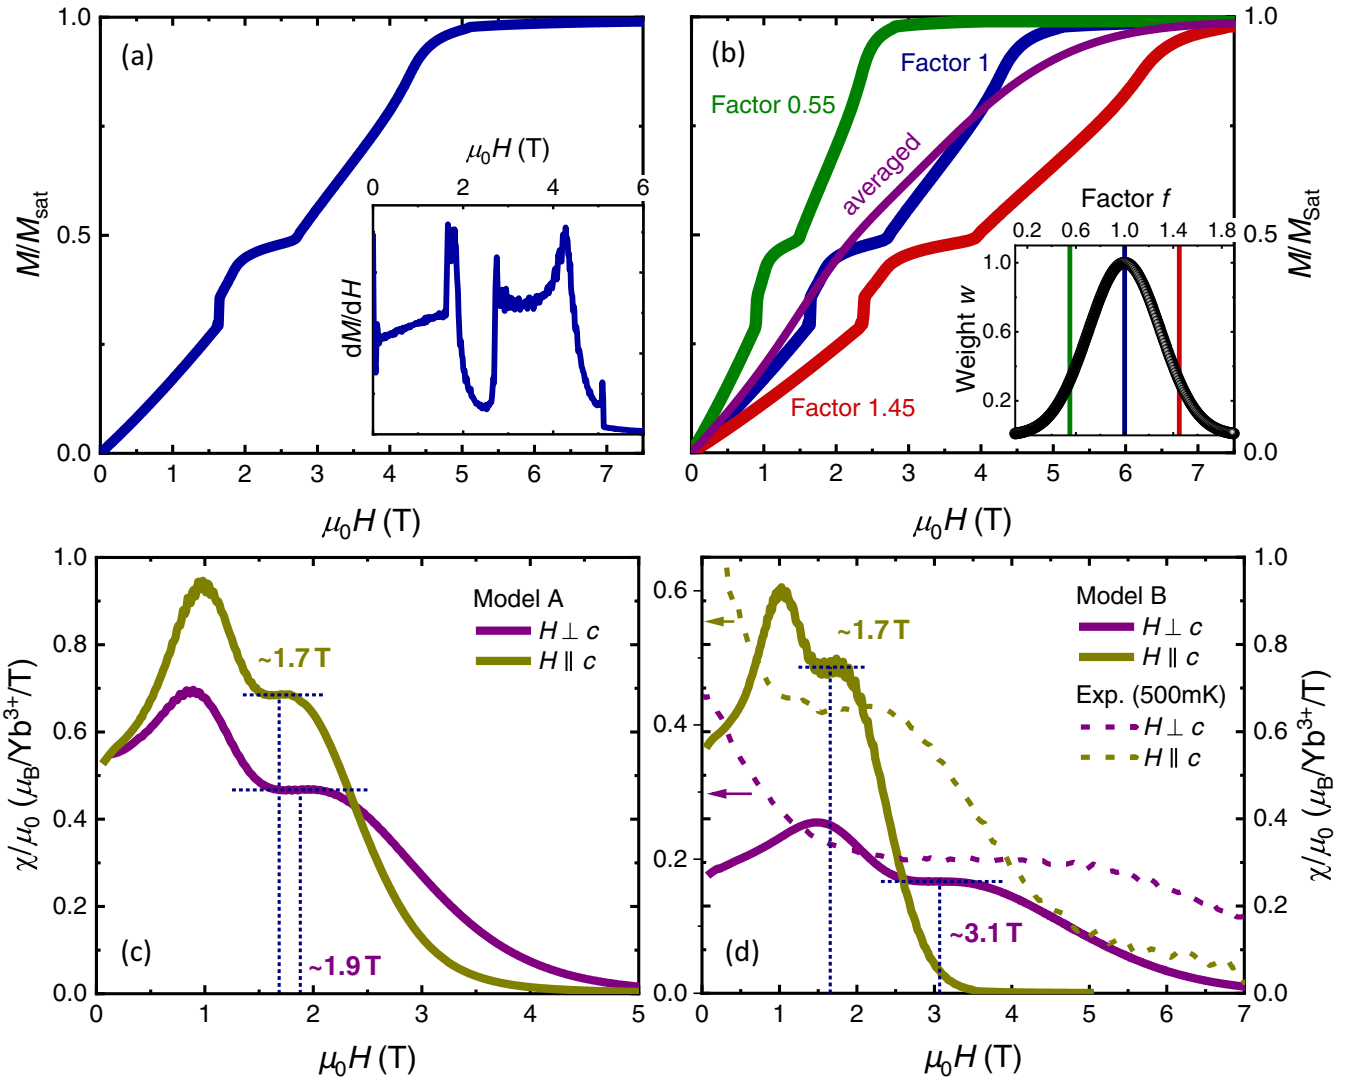 (a)
1.0
0.5
0.0
M/Msat
0 1 2 3 4 5 6 7
μ0H (T)
μ0H (T)
0 2 4 6
dM/dH
(b)
Factor 1
Factor 0.55
averaged
Factor 1.45
1.0
0.5
0.0
M/MSat
0 1 2 3 4 5 6 7
μ0H (T)
Factor f
0.2 0.6 1.0 1.4 1.8
1.0
0.6
0.2
Weight w
1.0
0.8
0.6
0.4
0.2
0.0
χ/μ0 (μB/Yb3+/T)
Model A
H ⊥ c
H ∥ c
~1.7 T
~1.9 T
(c)
0 1 2 3 4 5
μ0H (T)
0.6
0.4
0.2
0.0
Model B
H ⊥ c
H ∥ c
Exp. (500mK)
H ⊥ c
H ∥ c
~1.7 T
~3.1 T
(d)
1.0
0.8
0.6
0.4
0.2
0.0
χ/μ0 (μB/Yb3+/T)
0 1 2 3 4 5 6 7
μ0H (T)